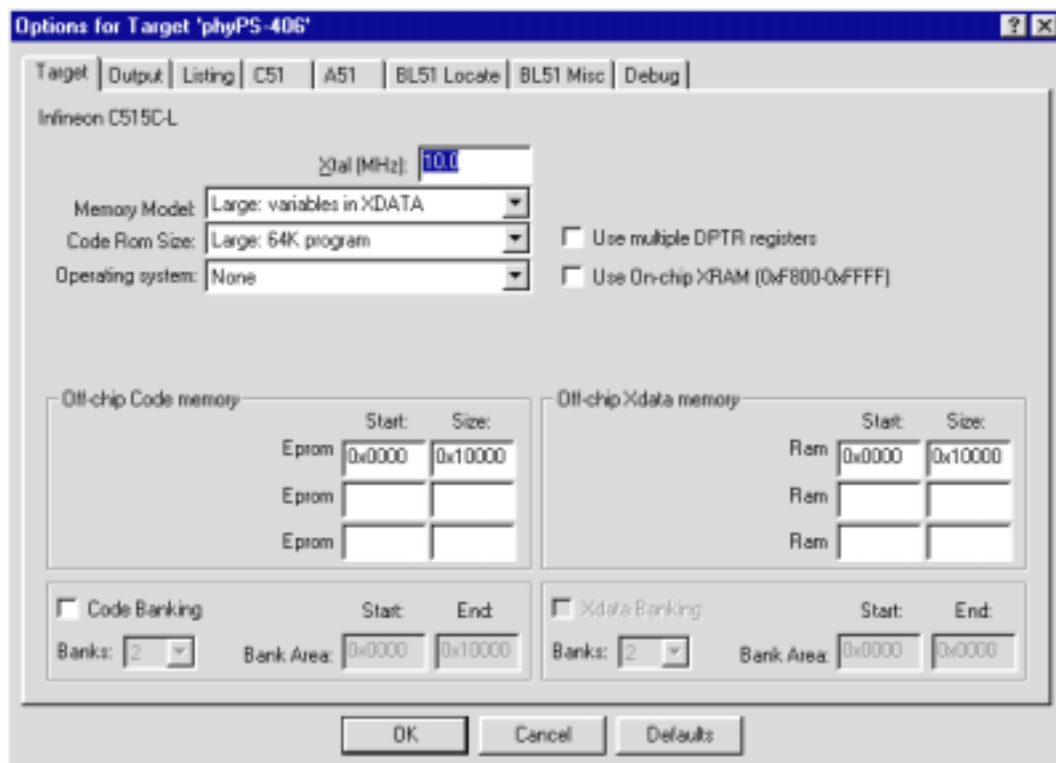 Options for Target 'phyPS-406'
Target Output Listing C51 A51 BL51 Locate BL51 Misc Debug
Infineon C515C-L
Xtal (MHz): 10.0
Memory Model: Large: variables in XDATA
Code Rom Size: Large: 64K program Use multiple DPTR registers
Operating system: None Use On-chip XRAM (0xF800-0xFFFF)
Off-chip Code memory
Start: Size:
Eprom 0x0000 0x10000
Eprom
Eprom
Off-chip Xdata memory
Start: Size:
Ram 0x0000 0x10000
Ram
Ram
Code Banking Start: End:
Banks: 2 Bank Area: 0x0000 0x10000
Xdata Banking Start: End:
Banks: 2 Bank Area: 0x0000 0x0000
OK Cancel Defaults